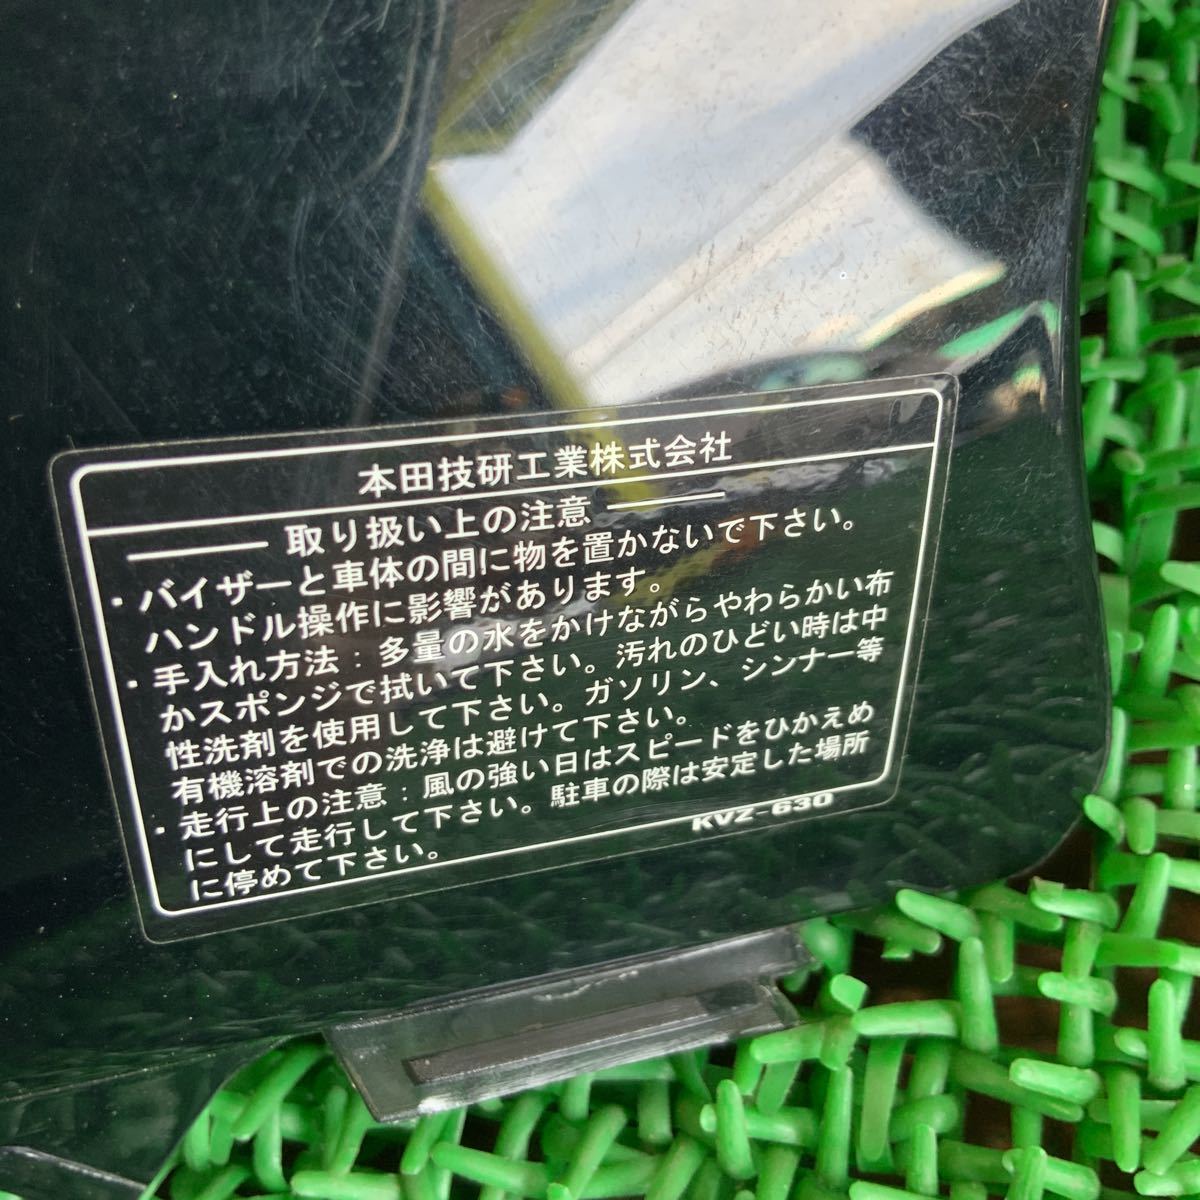 本田技研工業株式会社
取り扱い上の注意
・バイザーと車体の間に物を置かないで下さい。
ハンドル操作に影響があります。
・手入れ方法：多量の水をかけながらやわらかい布
かスポンジで拭いて下さい。汚れのひどい時は中
性洗剤を使用して下さい。ガソリン、シンナー等
有機溶剤での洗浄は避けて下さい。
・走行上の注意：風の強い日はスピードをひかえめ
にして走行して下さい。駐車の際は安定した場所
に停めて下さい。
KVZ-630